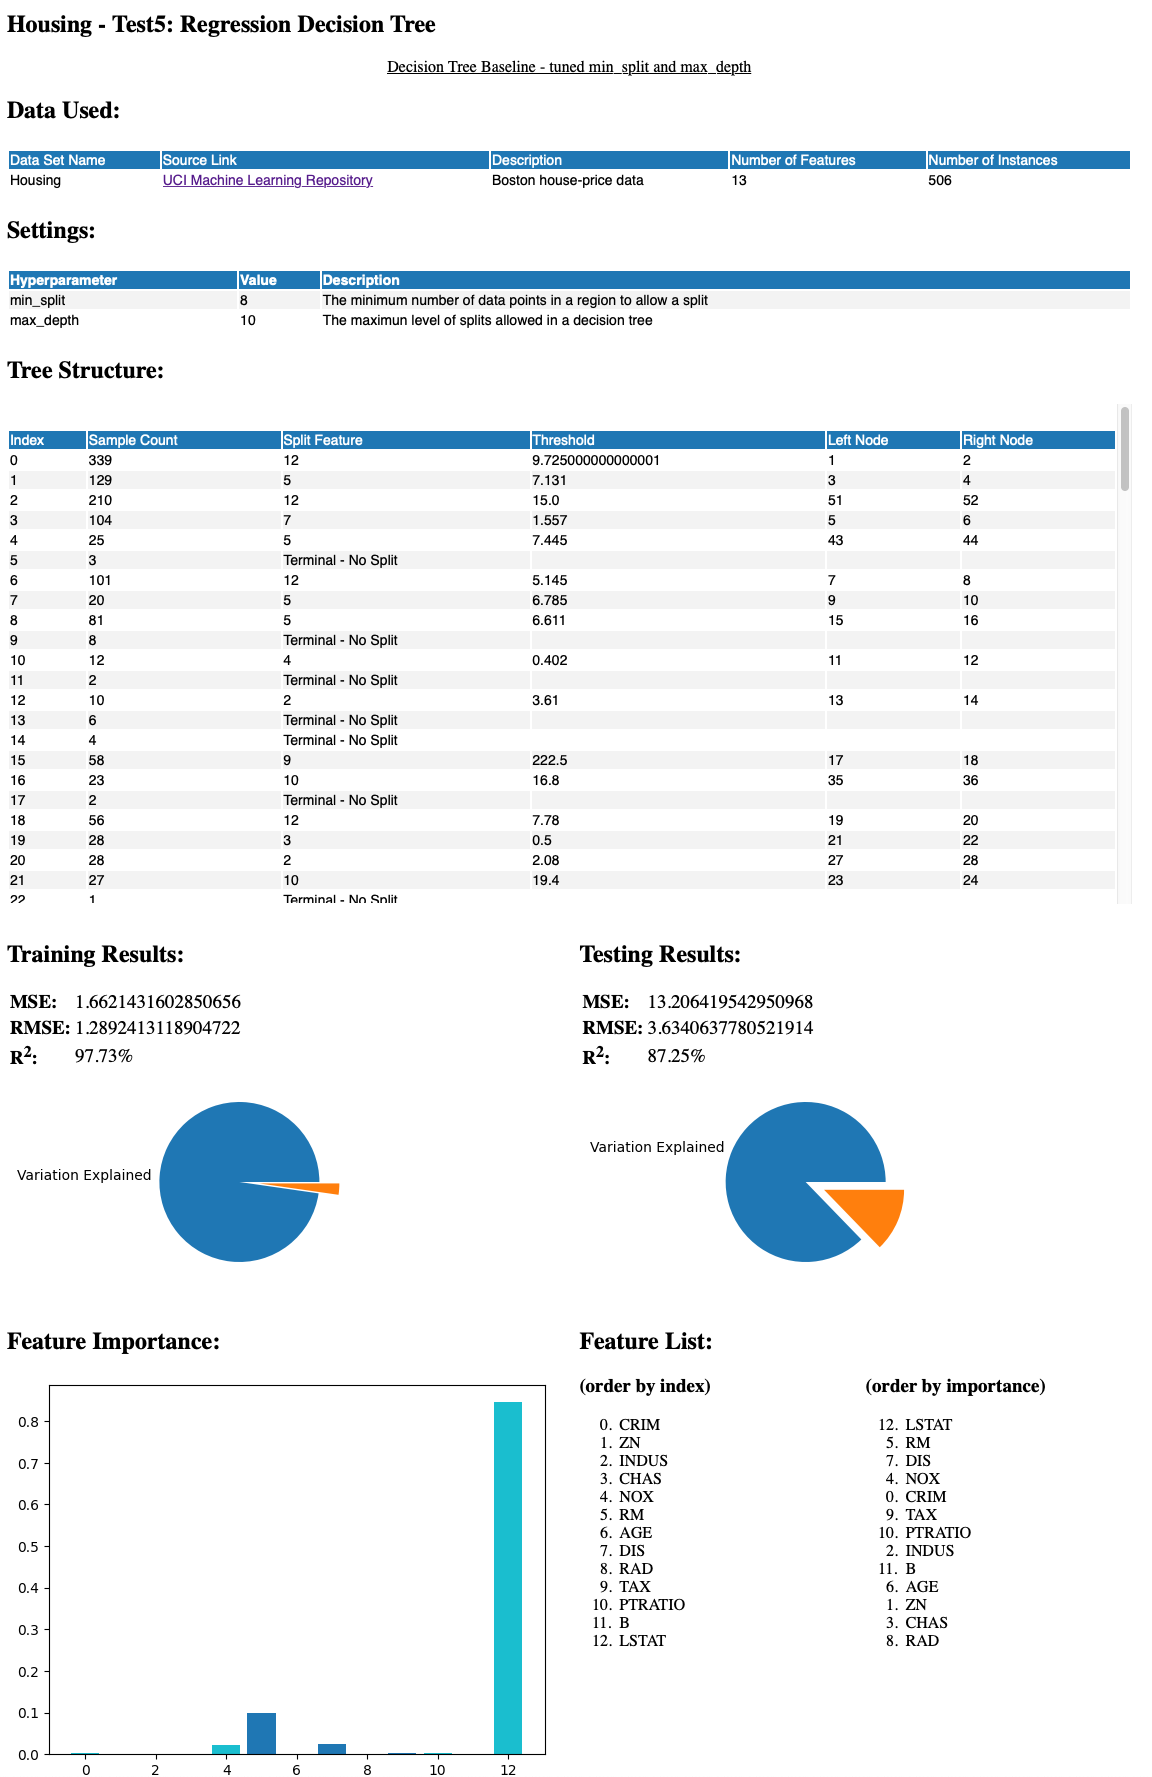 Housing - Test5: Regression Decision Tree
Decision Tree Baseline - tuned min_split and max_depth
Data Used:
Data Set Name Source Link Description Number of Features Number of Instances
Housing UCI Machine Learning Repository Boston house-price data 13 506
Settings:
Hyperparameter Value Description
min_split 8 The minimum number of data points in a region to allow a split
max_depth 10 The maximun level of splits allowed in a decision tree
Tree Structure:
Index Sample Count Split Feature Threshold Left Node Right Node
0 339 12 9.725000000000001 1 2
1 129 5 7.131 3 4
2 210 12 15.0 51 52
3 104 7 1.557 5 6
4 25 5 7.445 43 44
5 3 Terminal - No Split
6 101 12 5.145 7 8
7 20 5 6.785 9 10
8 81 5 6.611 15 16
9 8 Terminal - No Split
10 12 4 0.402 11 12
11 2 Terminal - No Split
12 10 2 3.61 13 14
13 6 Terminal - No Split
14 4 Terminal - No Split
15 58 9 222.5 17 18
16 23 10 16.8 35 36
17 2 Terminal - No Split
18 56 12 7.78 19 20
19 28 3 0.5 21 22
20 28 2 2.08 27 28
21 27 10 19.4 23 24
22 1 Terminal - No Split
Training Results:
MSE: 1.6621431602850656
RMSE: 1.2892413118904722
R2: 97.73%
Variation Explained
Testing Results:
MSE: 13.206419542950968
RMSE: 3.6340637780521914
R2: 87.25%
Variation Explained
Feature Importance:
0.8
0.7
0.6
0.5
0.4
0.3
0.2
0.1
0.0
0 2 4 6 8 10 12
Feature List:
(order by index)
0. CRIM
1. ZN
2. INDUS
3. CHAS
4. NOX
5. RM
6. AGE
7. DIS
8. RAD
9. TAX
10. PTRATIO
11. B
12. LSTAT
(order by importance)
12. LSTAT
5. RM
7. DIS
4. NOX
0. CRIM
9. TAX
10. PTRATIO
2. INDUS
11. B
6. AGE
1. ZN
3. CHAS
8. RAD